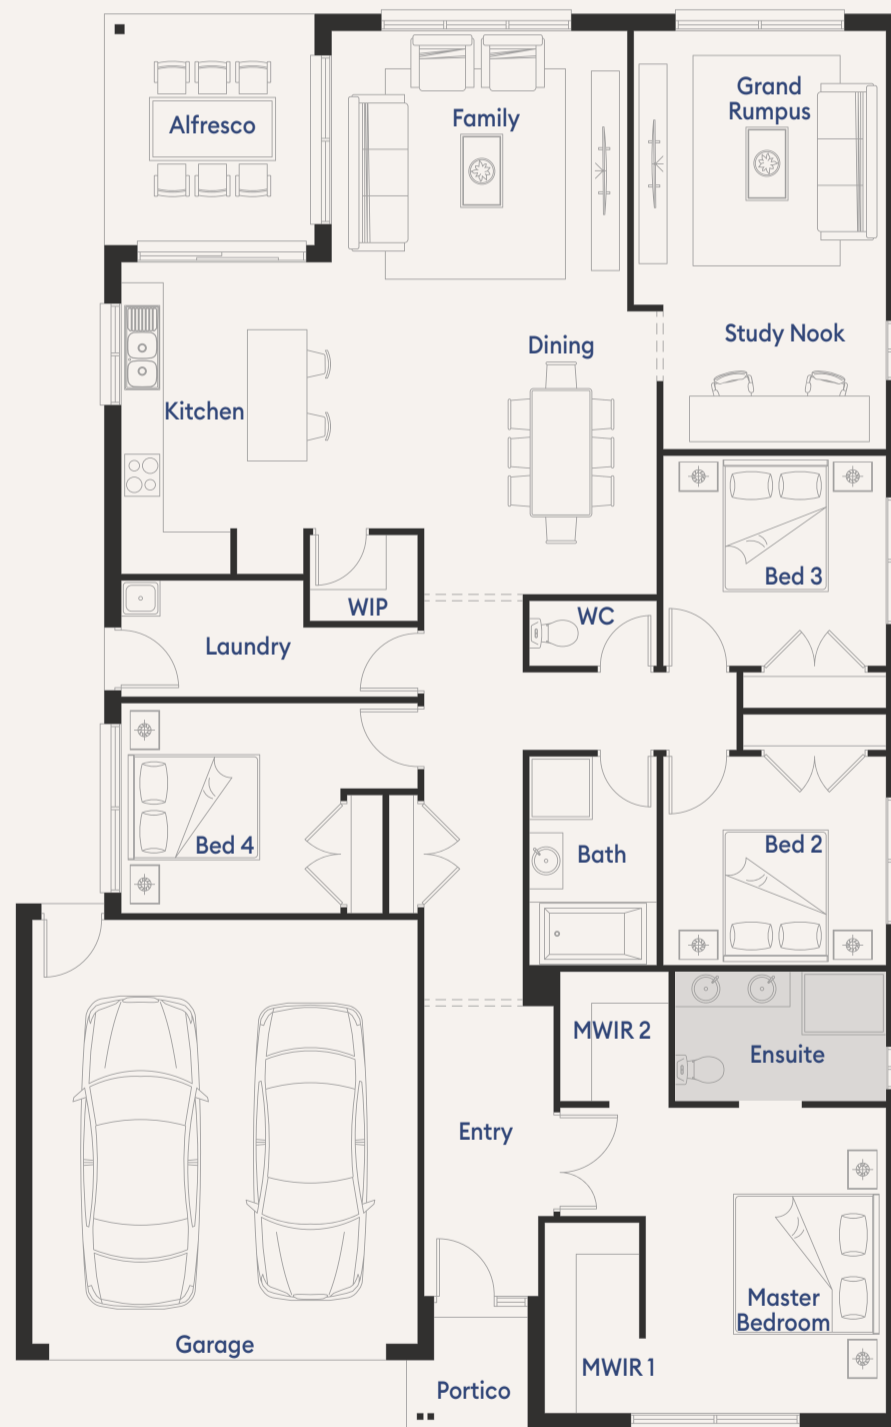 Alfresco
Family
Grand
Rumpus
Dining
Study Nook
Kitchen
Bed 3
WIP
WC
Laundry
Bed 4
Bath
Bed 2
MWIR 2
Ensuite
Entry
Master
Bedroom
Garage
MWIR 1
Portico